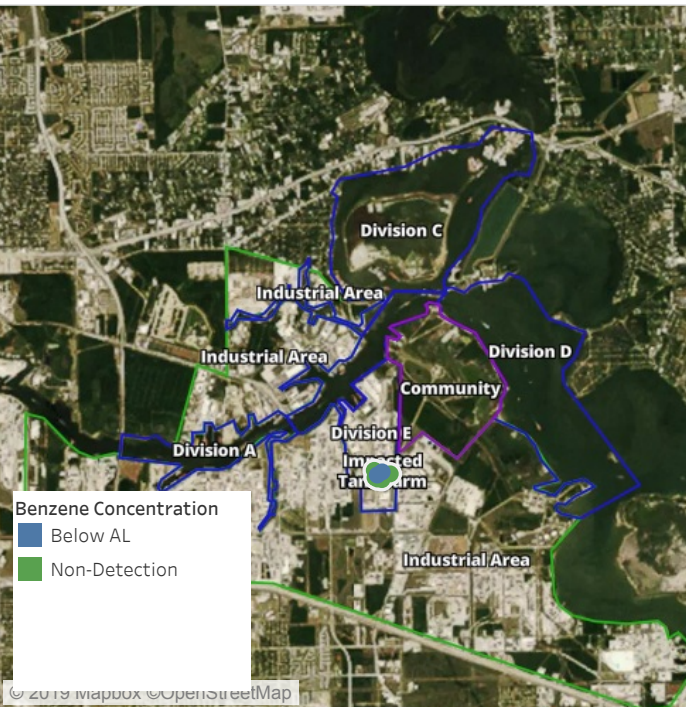 Division C
Industrial Area
Division D
Industrial Area
Community
Division E
Division A
Impacted
Tank Farm
Industrial Area
Benzene Concentration
Below AL
Non-Detection
© 2019 Mapbox ©OpenStreetMap